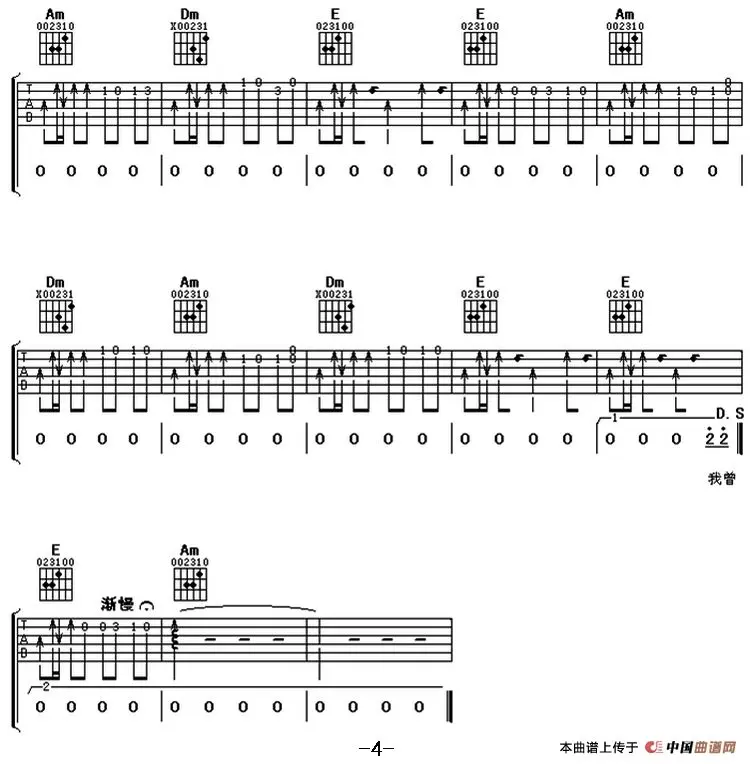 Am Dm E E Am
002310 X00231 023100 023100 002310
T 1 0 1 3 1 0 3 0 0 0 3 1 0 1 0 1 0 0
A
B
0 0 0 0 0 0 0 0 0 0 0 0 0 0 0 0 0 0 0 0
Dm Am Dm E E
X00231 002310 X00231 023100 023100
T 1 0 1 0 1 0 1 0 0 1 0 1 0
A
B
1. D.S
0 0 0 0 0 0 0 0 0 0 0 0 0 0 0 0 0 0 0 2 2
我曾
E Am
023100 002310
渐慢
T 0 0 3 1 0
A
B
2
0 0 0 0 0 0 0 0 0 0 0 0
-4-
本曲谱上传于 中国曲谱网